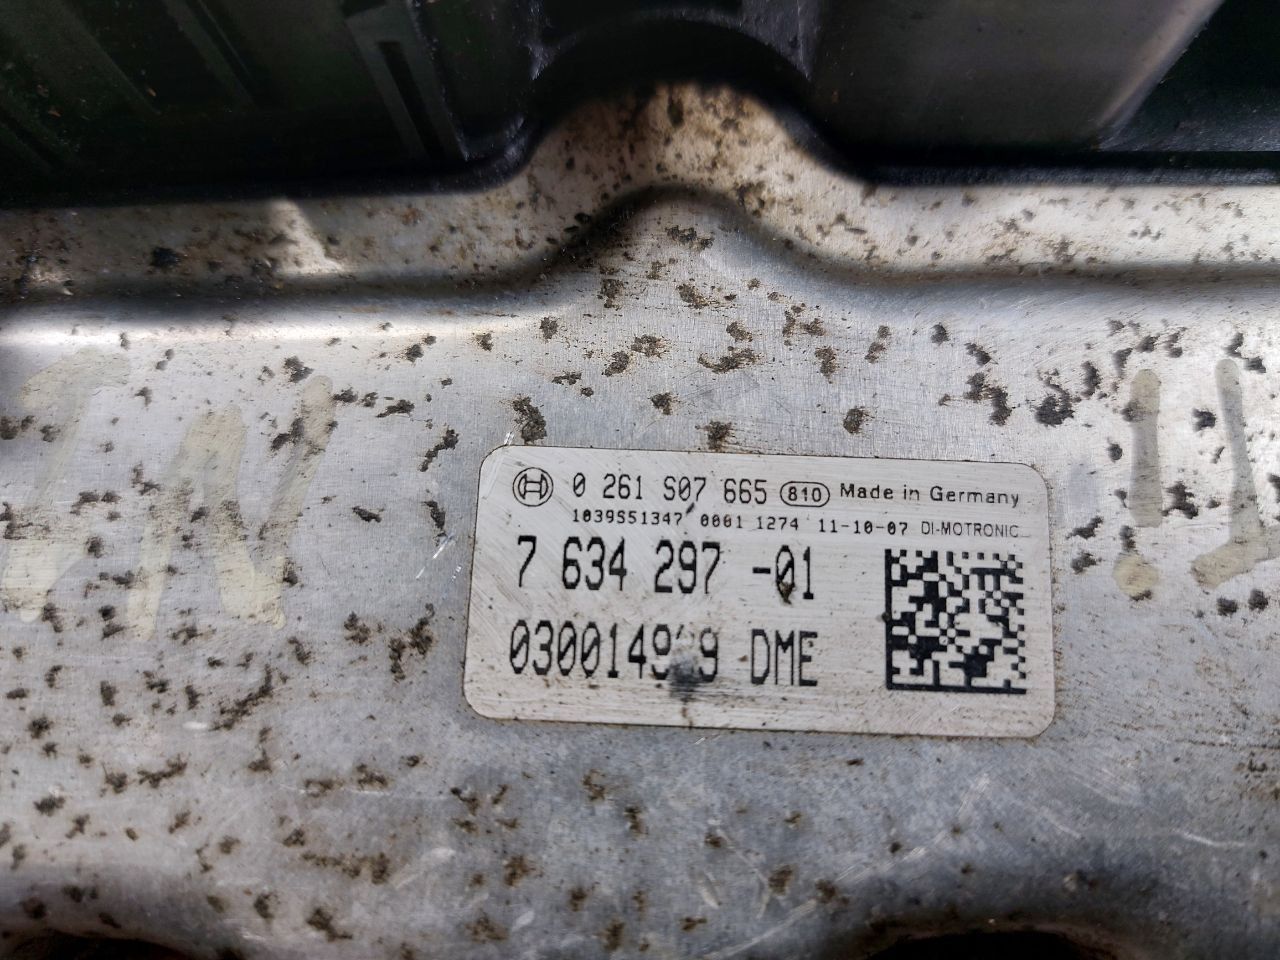 0 261 S07 665 810 Made in Germany
1039S51347 0001 1274 11-10-07 DI-MOTRONIC
7 634 297 -01
DME